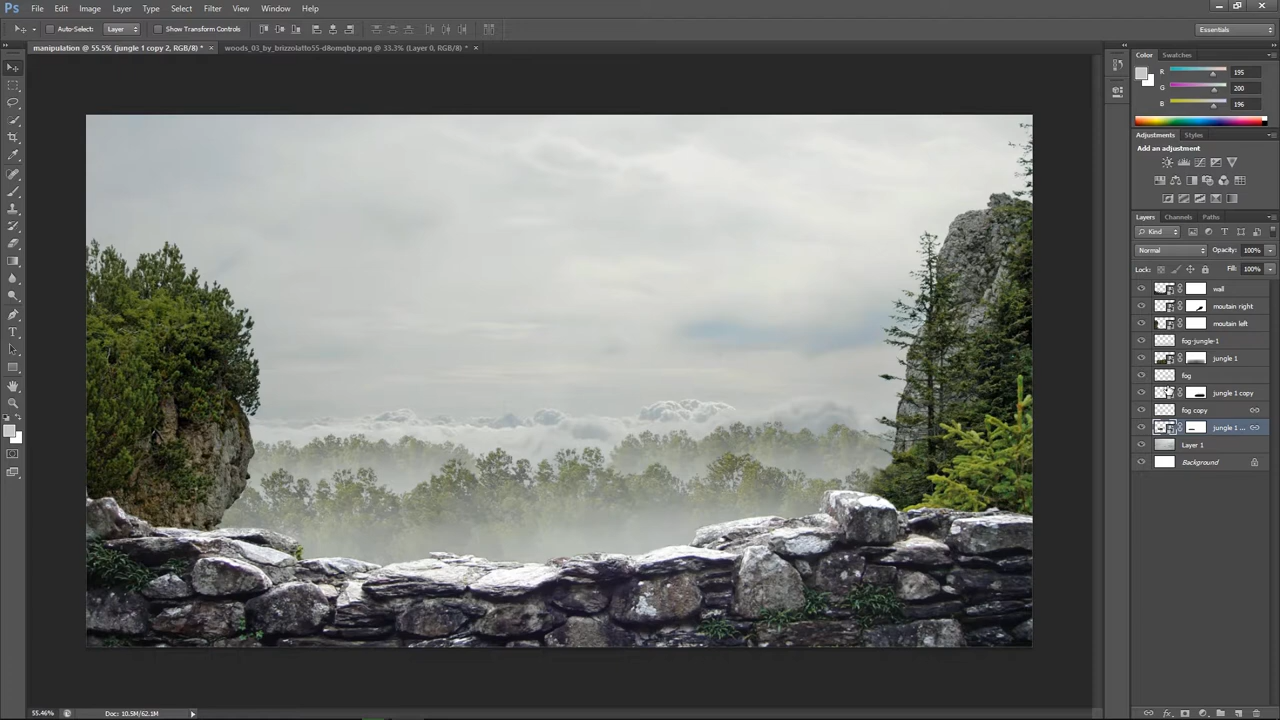 Ps File Edit Image Layer Type Select Filter View Window Help
Auto-Select: Layer Show Transform Controls Essentials
manipulation @ 55.5% (jungle 1 copy 2, RGB/8) * × woods_03_by_brizzolatto55-d8omqbp.png @ 33.3% (Layer 0, RGB/8) * ×
Color Swatches
R 195
G 200
B 196
Adjustments Styles
Add an adjustment
Layers Channels Paths
Kind
Normal Opacity: 100%
Lock: Fill: 100%
wall
moutain right
moutain left
fog-jungle-1
jungle 1
fog
jungle 1 copy
fog copy
jungle 1 ...
Layer 1
Background
55.46% Doc: 10.5M/62.1M